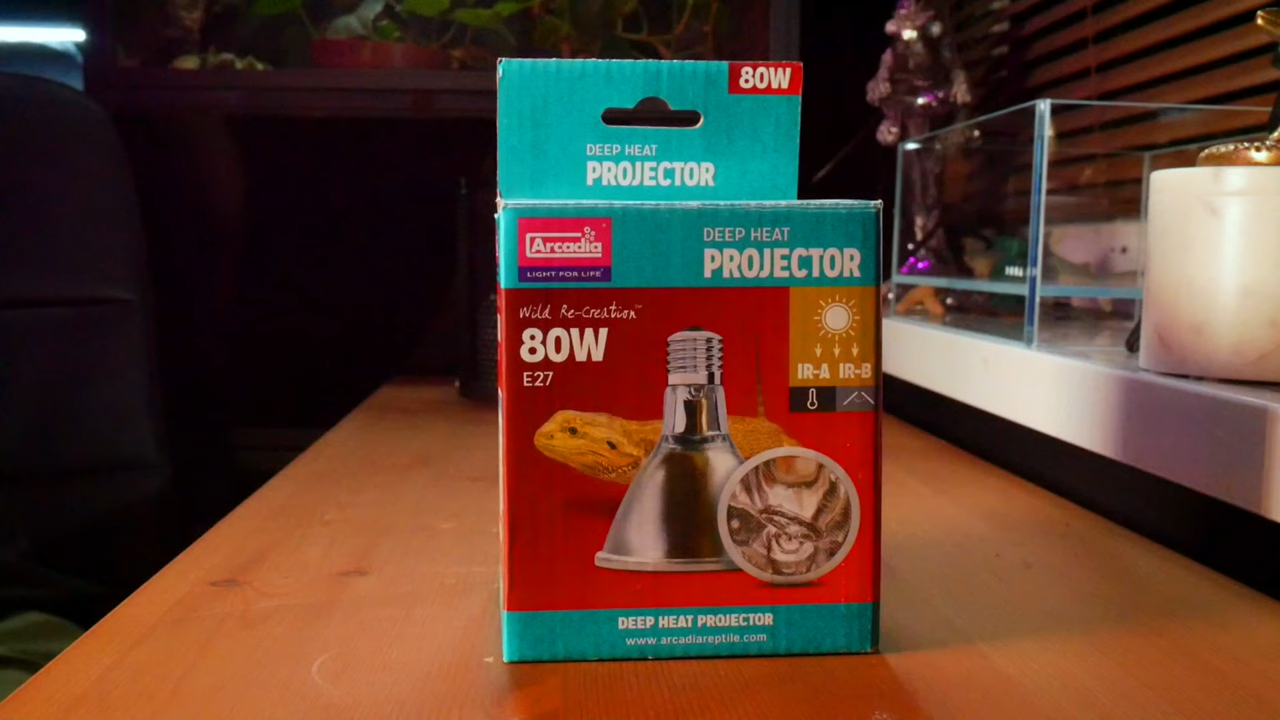 80W
DEEP HEAT
PROJECTOR
Arcadia
LIGHT FOR LIFE
DEEP HEAT
PROJECTOR
Wild Re-Creation™
80W
E27
IR-A IR-B
DEEP HEAT PROJECTOR
www.arcadiareptile.com